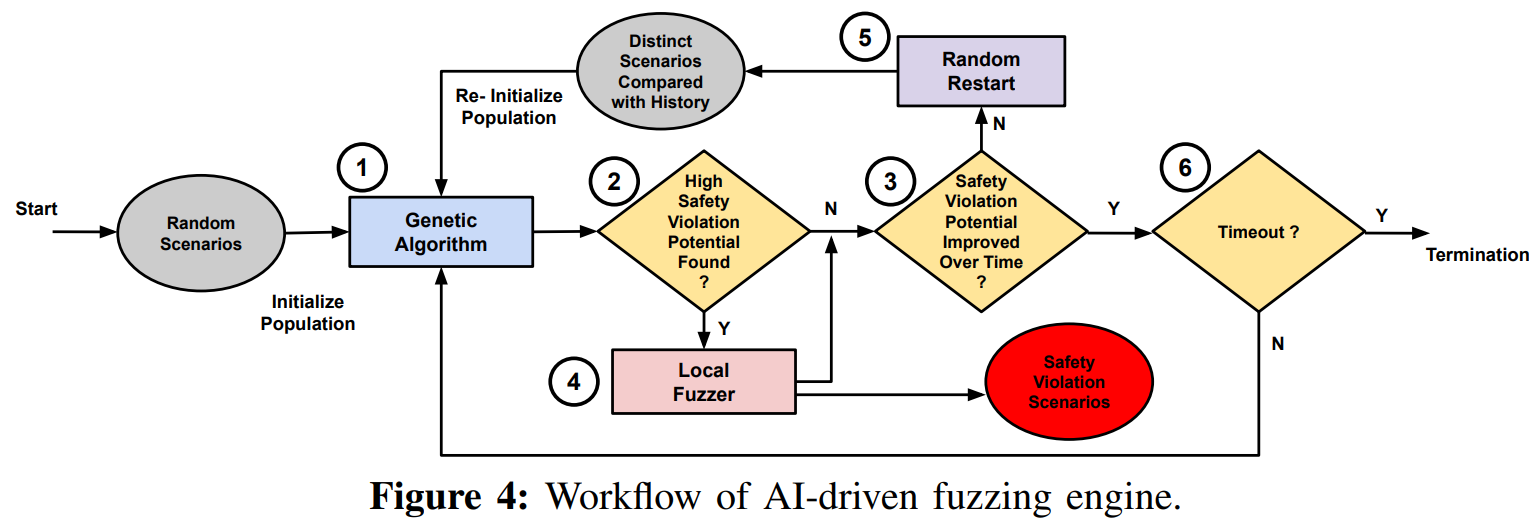 Start
Random
Scenarios
Initialize
Population
1
Genetic
Algorithm
Re- Initialize
Population
Distinct
Scenarios
Compared
with History
5
Random
Restart
2
High
Safety
Violation
Potential
Found
?
N
Y
4
Local
Fuzzer
3
Safety
Violation
Potential
Improved
Over Time
?
N
Y
Safety
Violation
Scenarios
6
Timeout ?
Y
Termination
N
Figure 4: Workflow of AI-driven fuzzing engine.